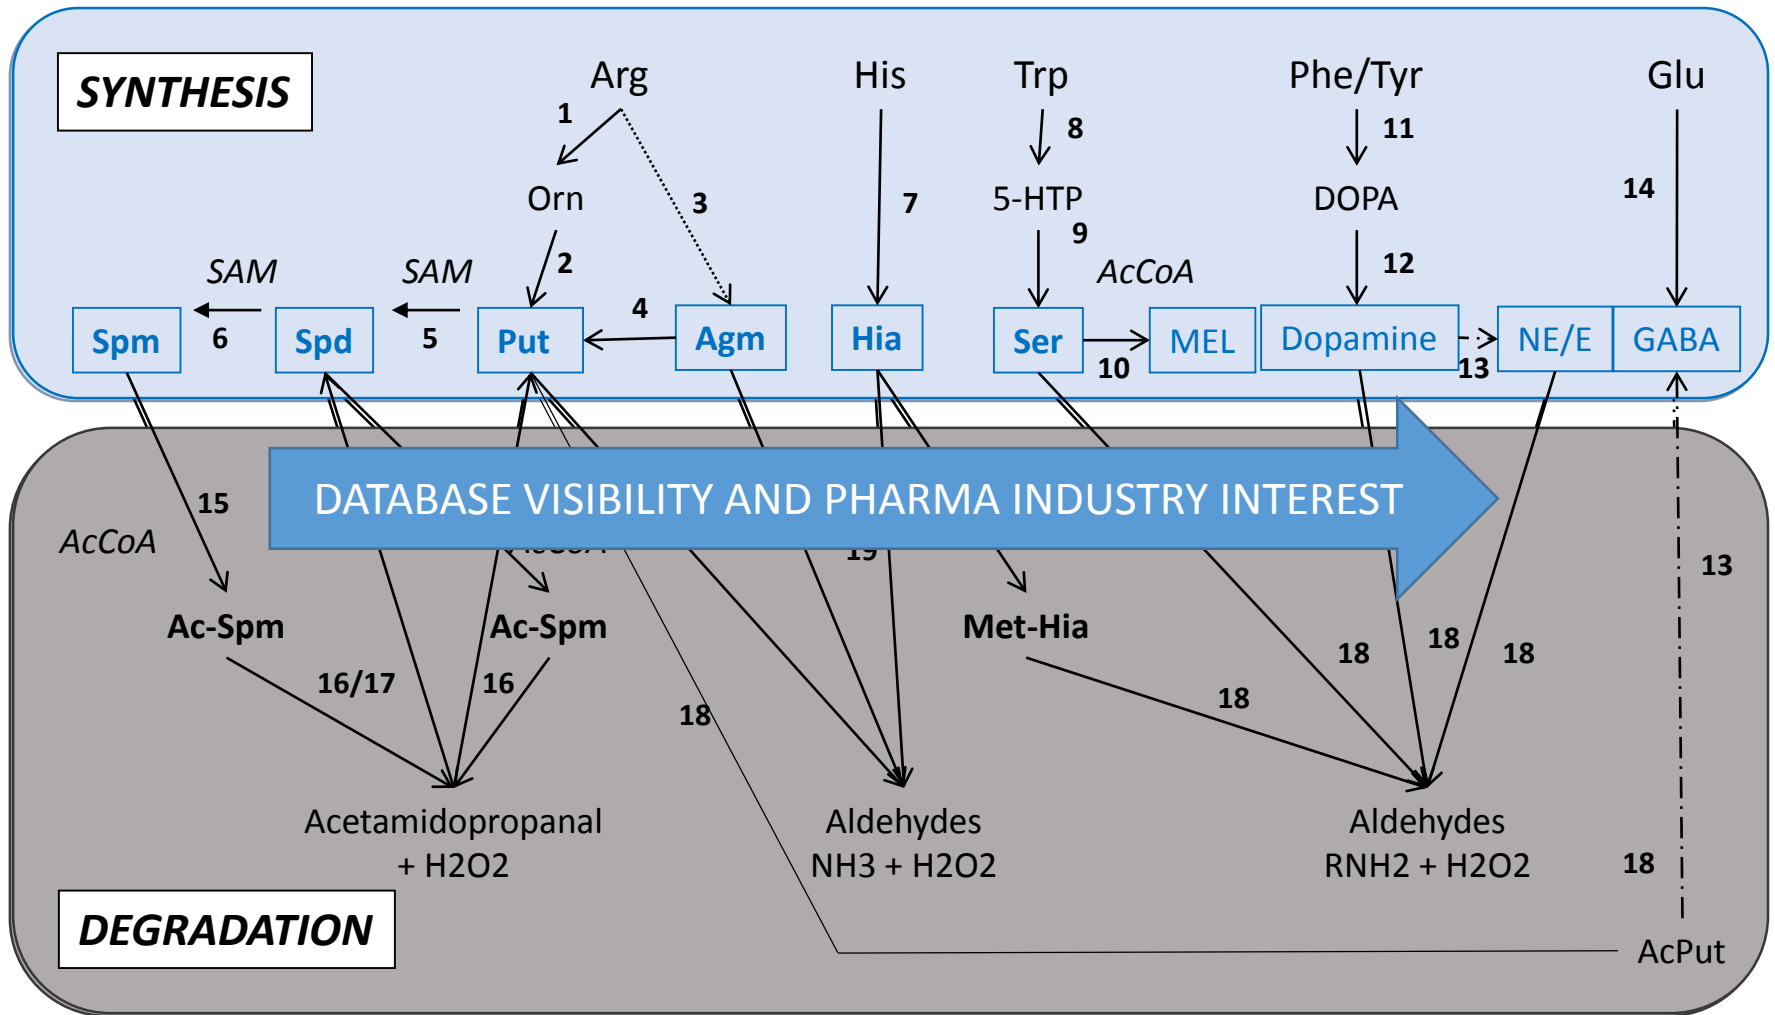 SYNTHESIS
Arg
His
Trp
Phe/Tyr
Glu
1
8
11
Orn
3
7
5-HTP
DOPA
14
9
SAM
SAM
2
AcCoA
12
Spm
6
Spd
5
Put
4
Agm
Hia
Ser
10
MEL
Dopamine
13
NE/E
GABA
DATABASE VISIBILITY AND PHARMA INDUSTRY INTEREST
15
AcCoA
19
13
Ac-Spm
Ac-Spm
Met-Hia
16/17
16
18
18
18
18
18
Acetamidopropanal
+ H2O2
Aldehydes
NH3 + H2O2
Aldehydes
RNH2 + H2O2
18
DEGRADATION
AcPut